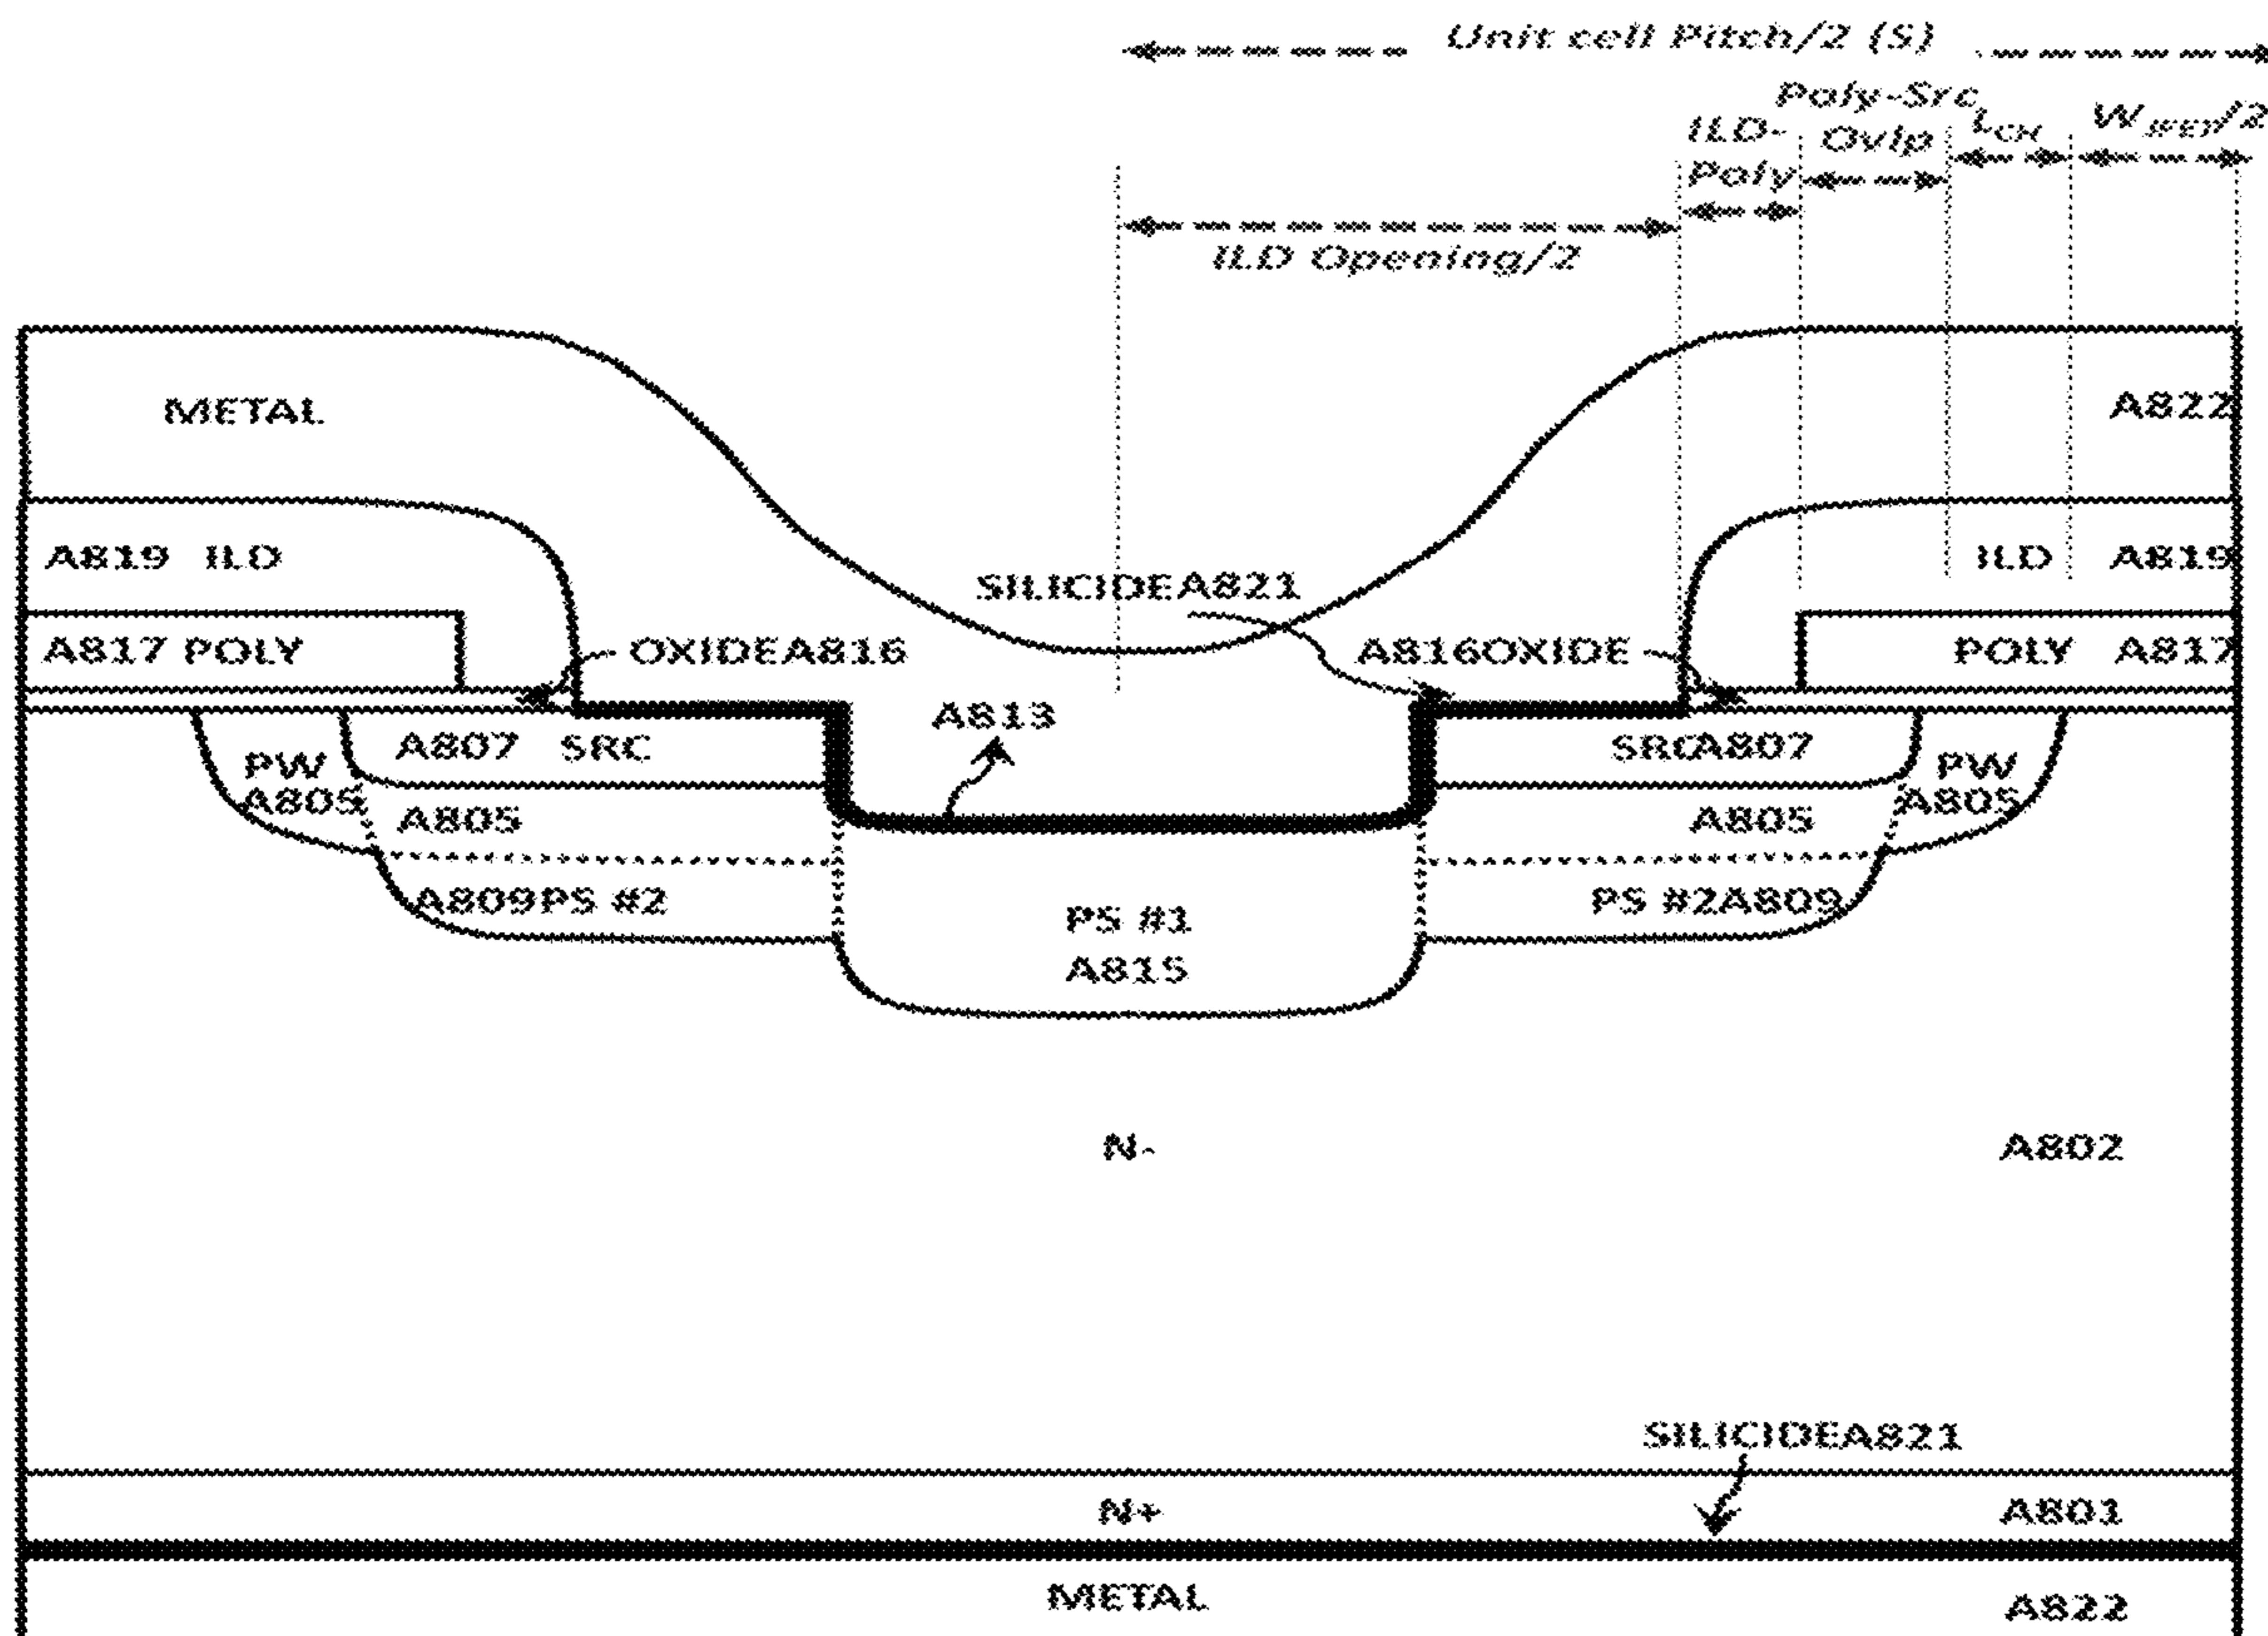 Unit cell Pitch/2 (S)
Poly-Src
Ovlp
ILD-
Poly
LCH
WJFET/2
ILD Opening/2
METAL
A822
A819 ILD
ILD A819
SILICIDEA821
A817 POLY
OXIDEA816
A816OXIDE
POLY A817
A813
A807 SRC
SRCA807
PW
A805
PW
A805
A805
A805
A809PS #2
PS #2A809
PS #1
A815
N-
A802
SILICIDEA821
N+
A801
METAL
A822